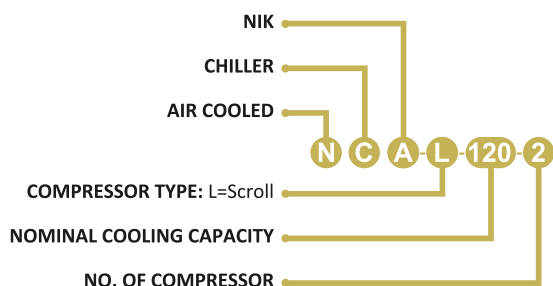 NIK
CHILLER
AIR COOLED
N C A - L - 120 - 2
COMPRESSOR TYPE: L=Scroll
NOMINAL COOLING CAPACITY
NO. OF COMPRESSOR